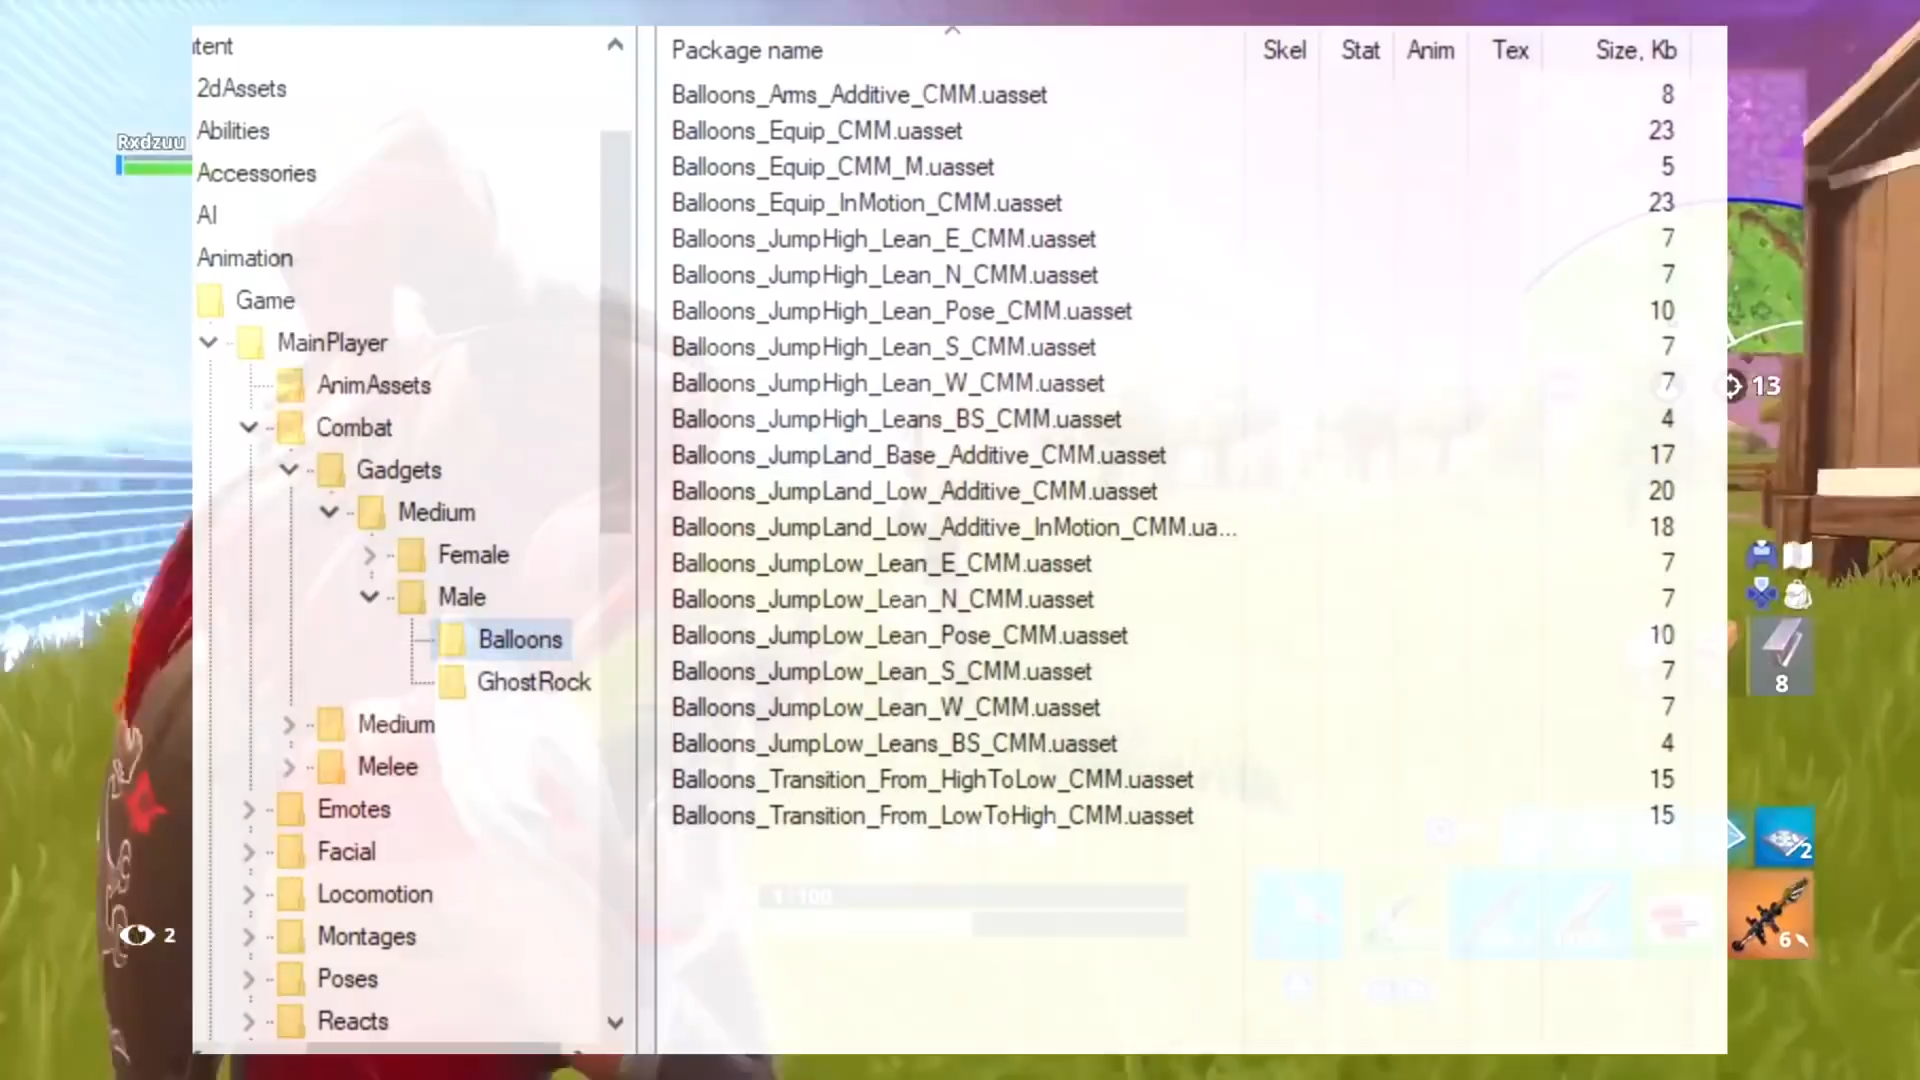 Rxdzuu
tent
2dAssets
Abilities
Accessories
AI
Animation
Game
MainPlayer
AnimAssets
Combat
Gadgets
Medium
Female
Male
Balloons
GhostRock
Medium
Melee
Emotes
Facial
Locomotion
Montages
Poses
Reacts
Package name Skel Stat Anim Tex Size, Kb
Balloons_Arms_Additive_CMM.uasset 8
Balloons_Equip_CMM.uasset 23
Balloons_Equip_CMM_M.uasset 5
Balloons_Equip_InMotion_CMM.uasset 23
Balloons_JumpHigh_Lean_E_CMM.uasset 7
Balloons_JumpHigh_Lean_N_CMM.uasset 7
Balloons_JumpHigh_Lean_Pose_CMM.uasset 10
Balloons_JumpHigh_Lean_S_CMM.uasset 7
Balloons_JumpHigh_Lean_W_CMM.uasset 7
Balloons_JumpHigh_Leans_BS_CMM.uasset 4
Balloons_JumpLand_Base_Additive_CMM.uasset 17
Balloons_JumpLand_Low_Additive_CMM.uasset 20
Balloons_JumpLand_Low_Additive_InMotion_CMM.ua... 18
Balloons_JumpLow_Lean_E_CMM.uasset 7
Balloons_JumpLow_Lean_N_CMM.uasset 7
Balloons_JumpLow_Lean_Pose_CMM.uasset 10
Balloons_JumpLow_Lean_S_CMM.uasset 7
Balloons_JumpLow_Lean_W_CMM.uasset 7
Balloons_JumpLow_Leans_BS_CMM.uasset 4
Balloons_Transition_From_HighToLow_CMM.uasset 15
Balloons_Transition_From_LowToHigh_CMM.uasset 15
13
8
2
6
2